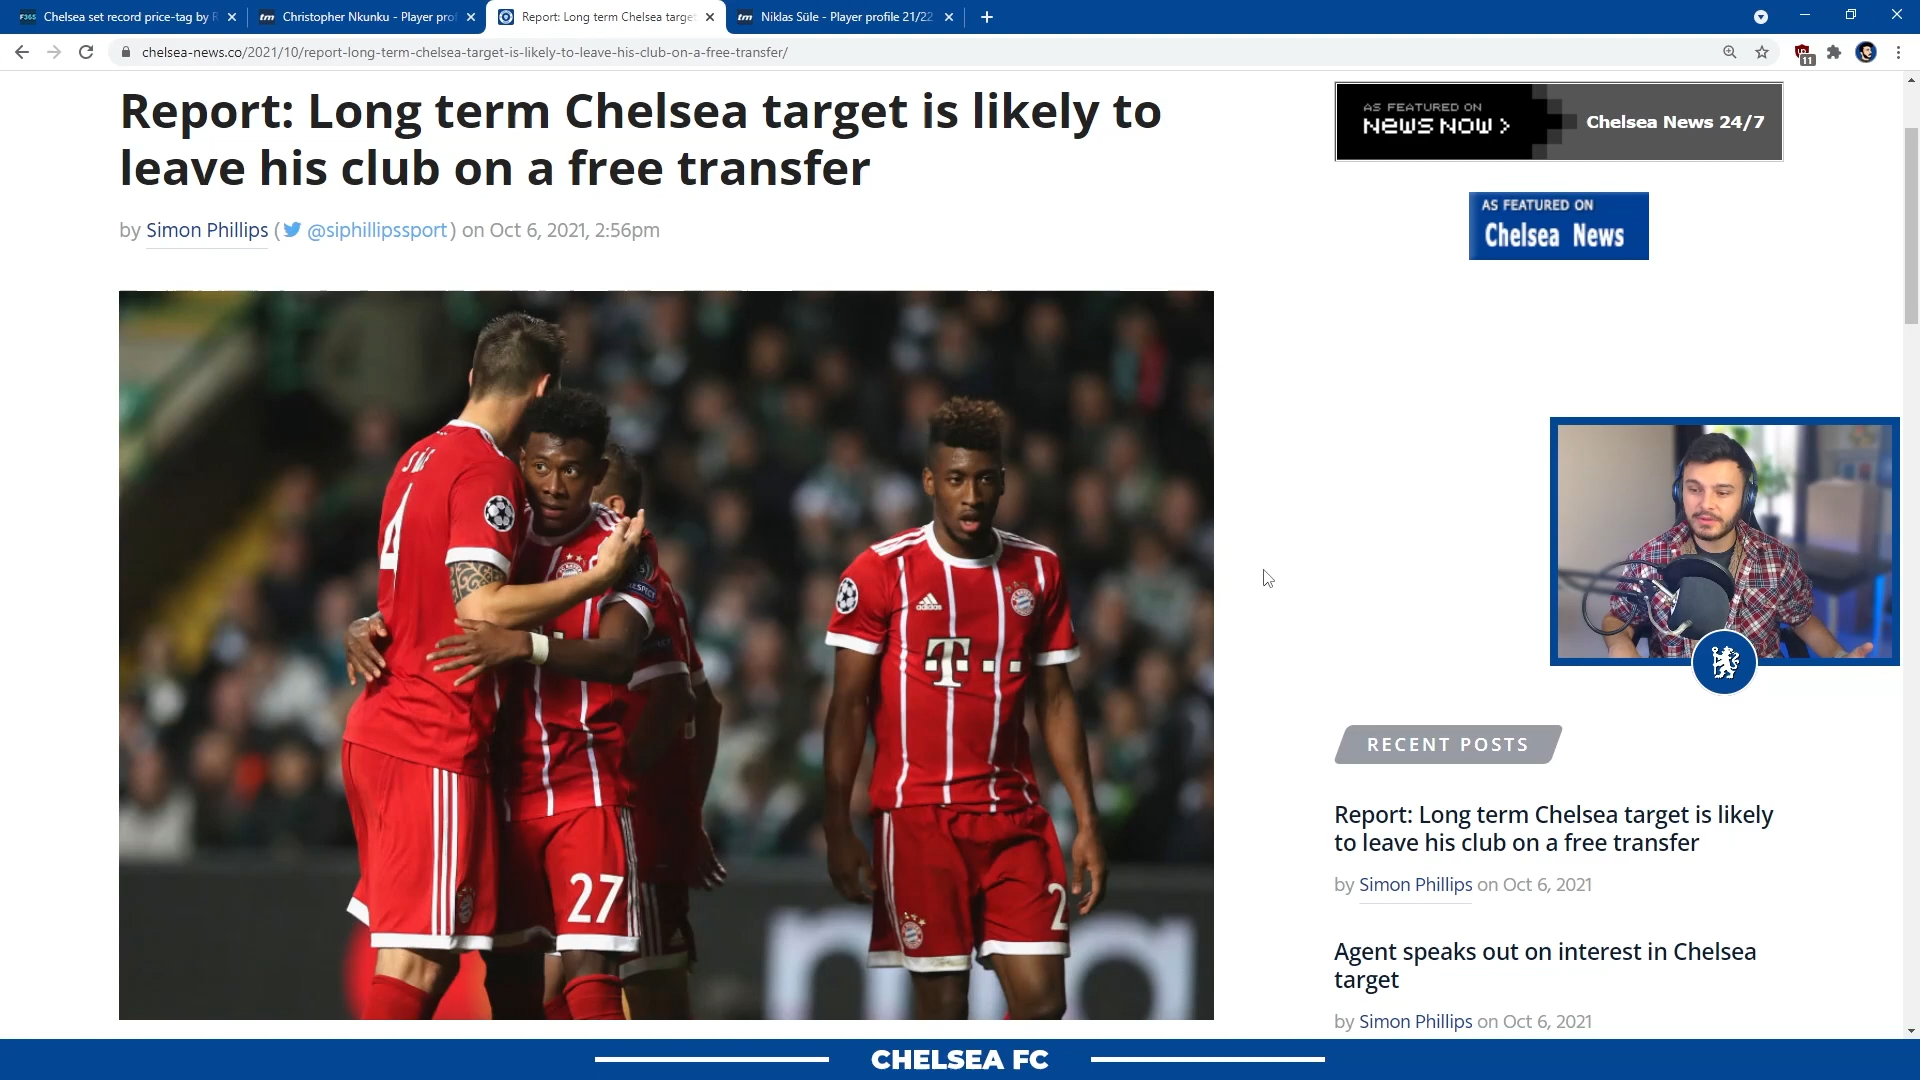 Chelsea set record price-tag by R
Christopher Nkunku - Player prof
Report: Long term Chelsea target
Niklas Süle - Player profile 21/22
chelsea-news.co/2021/10/report-long-term-chelsea-target-is-likely-to-leave-his-club-on-a-free-transfer/
11
Report: Long term Chelsea target is likely to
leave his club on a free transfer
by Simon Phillips ( @siphillipssport) on Oct 6, 2021, 2:56pm
AS FEATURED ON
NewsNow >
Chelsea News 24/7
AS FEATURED ON
Chelsea News
4
adidas
T
27
2
RECENT POSTS
Report: Long term Chelsea target is likely
to leave his club on a free transfer
by Simon Phillips on Oct 6, 2021
Agent speaks out on interest in Chelsea
target
by Simon Phillips on Oct 6, 2021
CHELSEA FC